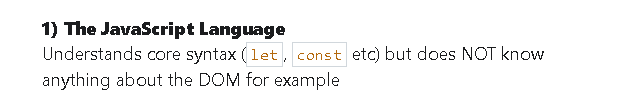 1) The JavaScript Language
Understands core syntax (let, const etc) but does NOT know
anything about the DOM for example